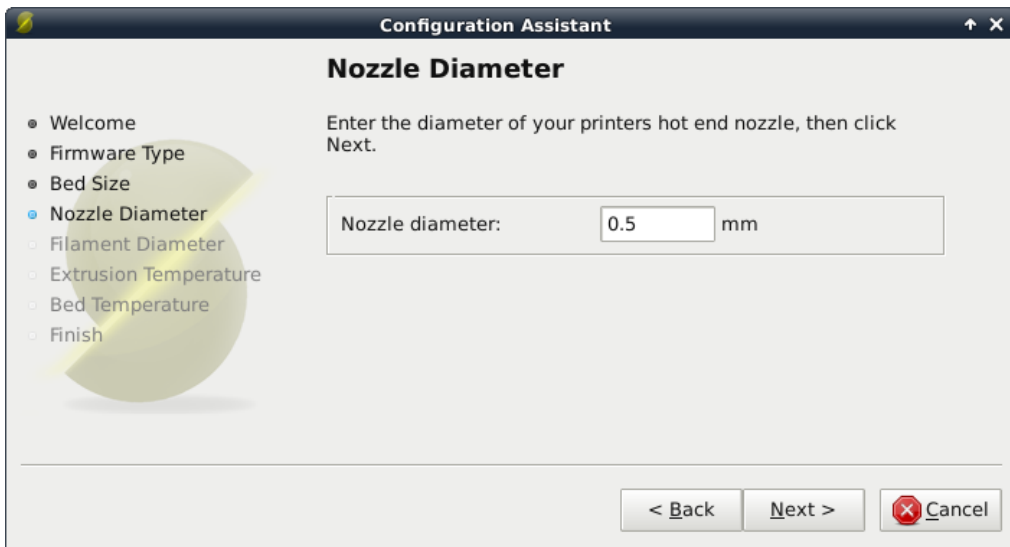 Configuration Assistant
Nozzle Diameter
Welcome
Firmware Type
Bed Size
Nozzle Diameter
Filament Diameter
Extrusion Temperature
Bed Temperature
Finish
Enter the diameter of your printers hot end nozzle, then click
Next.
Nozzle diameter: 0.5 mm
< Back Next > Cancel